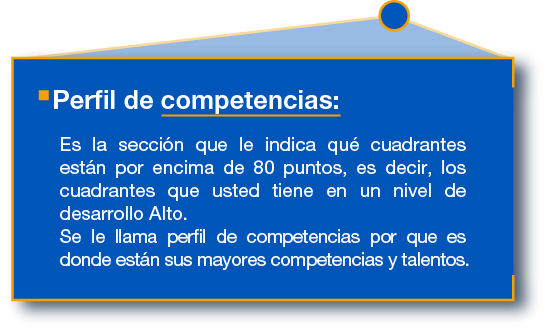 Perfil de competencias:
Es la sección que le indica qué cuadrantes
están por encima de 80 puntos, es decir, los
cuadrantes que usted tiene en un nivel de
desarrollo Alto.
Se le llama perfil de competencias por que es
donde están sus mayores competencias y talentos.